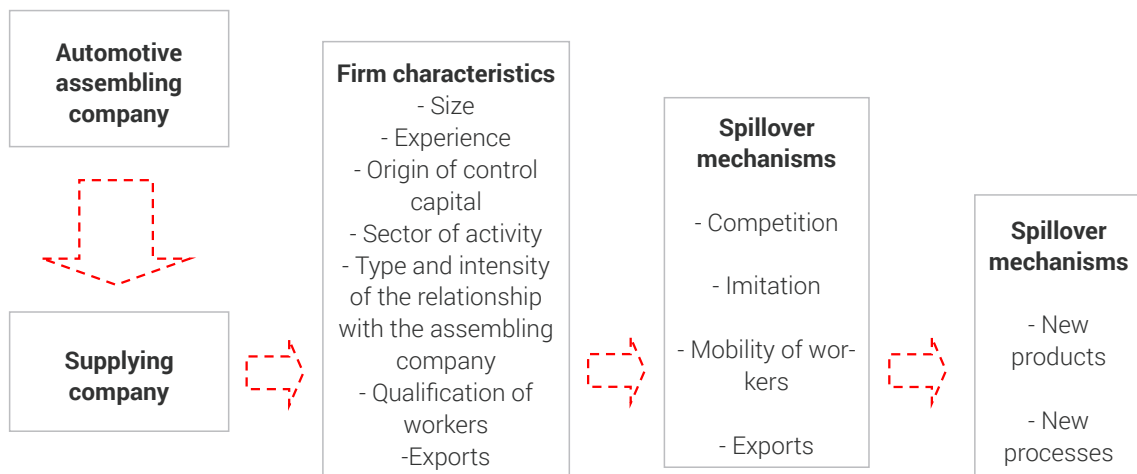 Automotive
assembling
company
Supplying
company
Firm characteristics
- Size
- Experience
- Origin of control
capital
- Sector of activity
- Type and intensity
of the relationship
with the assembling
company
- Qualification of
workers
-Exports
Spillover
mechanisms
- Competition
- Imitation
- Mobility of wor-
kers
- Exports
Spillover
mechanisms
- New
products
- New
processes